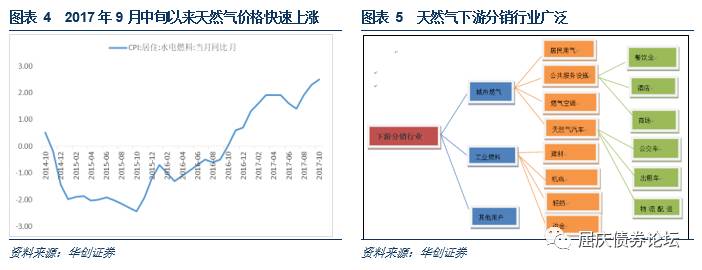 图表 4 2017 年 9 月中旬以来天然气价格快速上涨
CPI:居住:水电燃料:当月同比 月
3.00
2.00
1.00
0.00
-1.00
-2.00
-3.00
2014-10
2014-12
2015-02
2015-04
2015-06
2015-08
2015-10
2015-12
2016-02
2016-04
2016-06
2016-08
2016-10
2016-12
2017-02
2017-04
2017-06
2017-08
2017-10
资料来源：华创证券
图表 5 天然气下游分销行业广泛
下游分销行业
城市燃气
工业燃料
其他用户
居民用气
公共服务设施
燃气空调
天然气汽车
建材
机电
轻纺
冶金
餐饮业
酒店
商场
公交车
出租车
物流配送
资料来源：华创证券
屈庆债券论坛